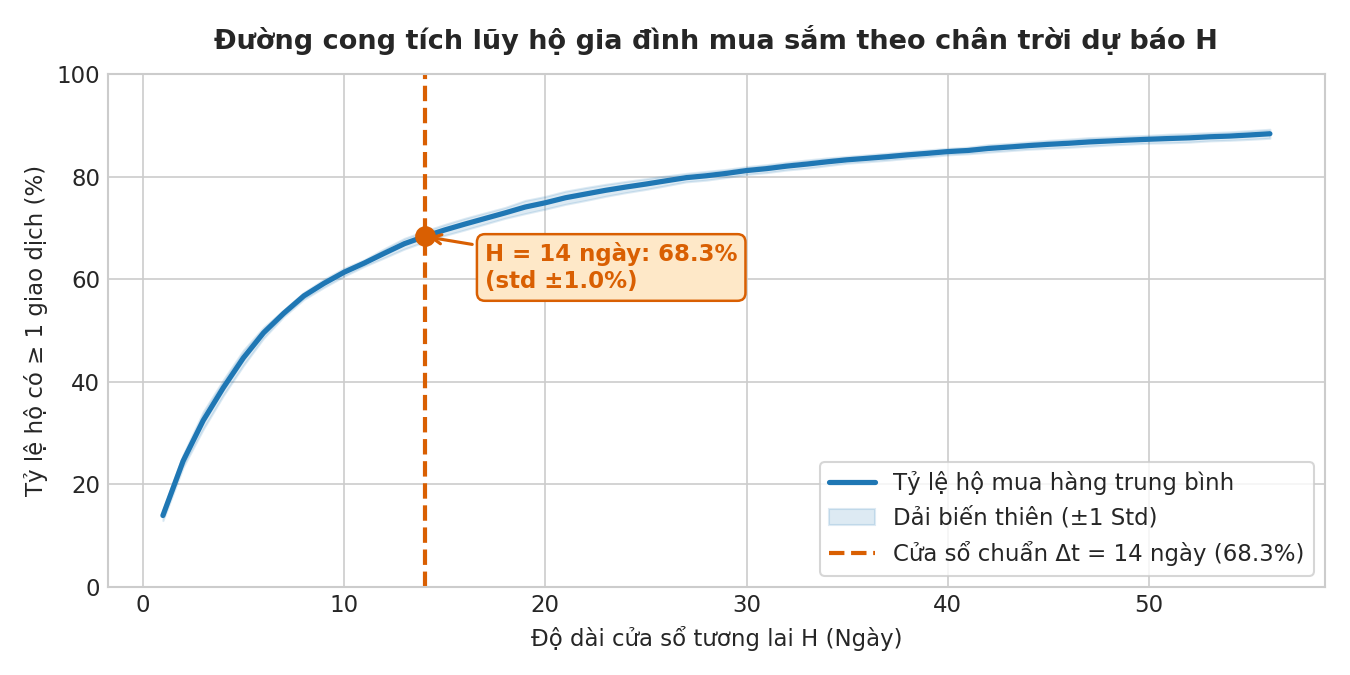 Đường cong tích lũy hộ gia đình mua sắm theo chân trời dự báo H
Tỷ lệ hộ có ≥ 1 giao dịch (%)
100
80
60
40
20
0
H = 14 ngày: 68.3%
(std ±1.0%)
Tỷ lệ hộ mua hàng trung bình
Dải biến thiên (±1 Std)
Cửa sổ chuẩn Δt = 14 ngày (68.3%)
0 10 20 30 40 50
Độ dài cửa sổ tương lai H (Ngày)